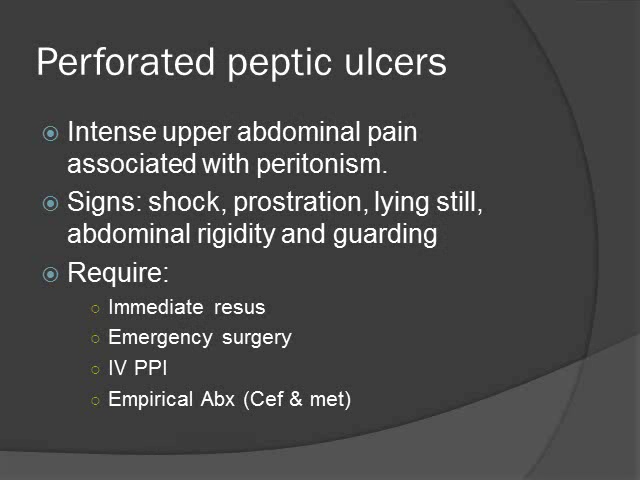 Perforated peptic ulcers
Intense upper abdominal pain
associated with peritonism.
Signs: shock, prostration, lying still,
abdominal rigidity and guarding
Require:
Immediate resus
Emergency surgery
IV PPI
Empirical Abx (Cef & met)